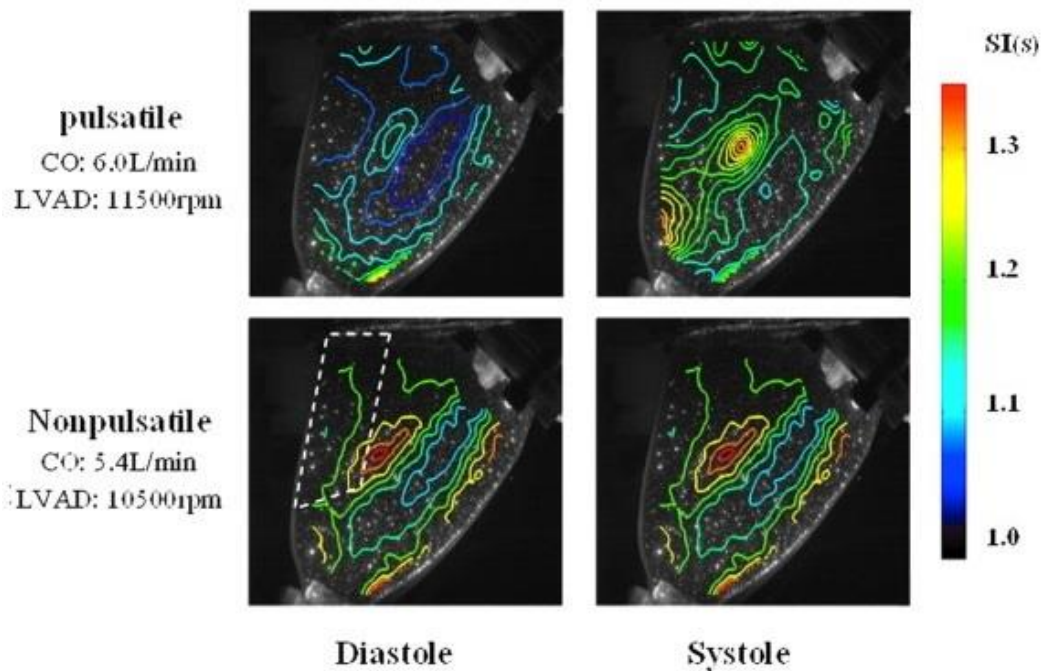 SI(s)
pulsatile
CO: 6.0L/min
LVAD: 11500rpm
1.3
1.2
1.1
1.0
Nonpulsatile
CO: 5.4L/min
LVAD: 10500rpm
Diastole
Systole